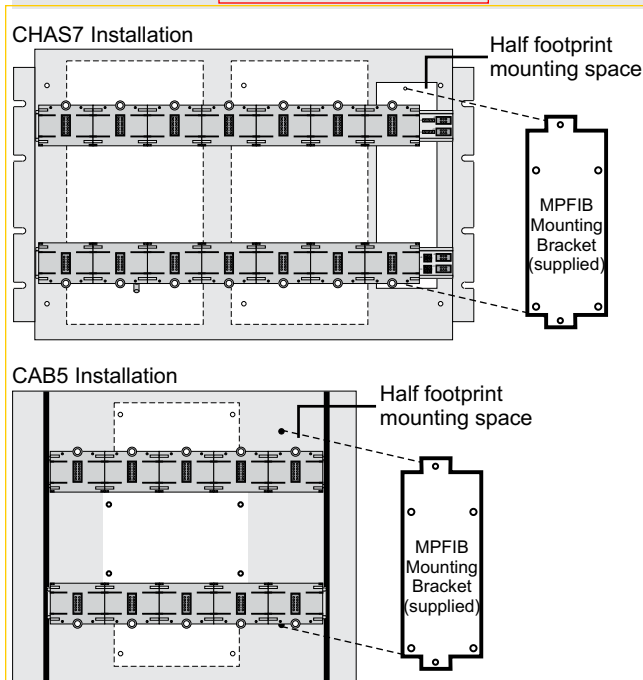 CHAS7 Installation
Half footprint
mounting space
MPFIB
Mounting
Bracket
(supplied)
CAB5 Installation
Half footprint
mounting space
MPFIB
Mounting
Bracket
(supplied)